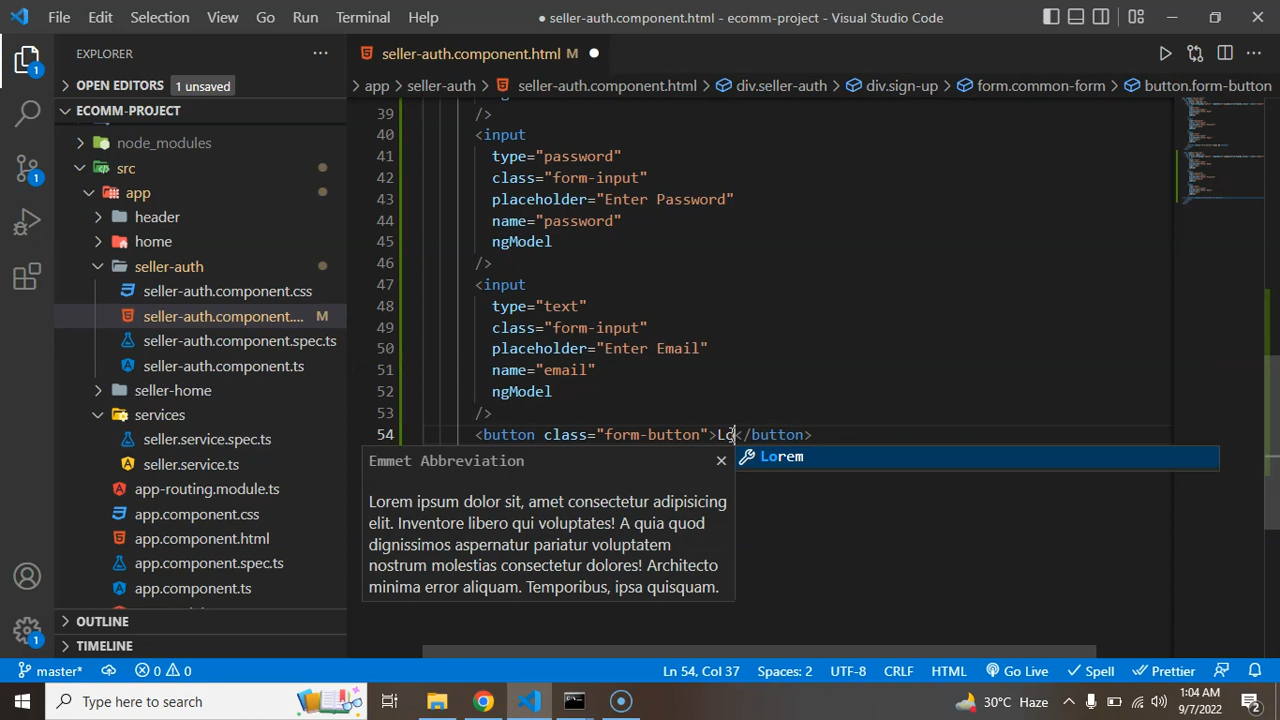 File Edit Selection View Go Run Terminal Help
● seller-auth.component.html - ecomm-project - Visual Studio Code
EXPLORER
OPEN EDITORS 1 unsaved
ECOMM-PROJECT
node_modules
src
app
header
home
seller-auth
seller-auth.component.css
seller-auth.component.... M
seller-auth.component.spec.ts
seller-auth.component.ts
seller-home
services
seller.service.spec.ts
seller.service.ts
app-routing.module.ts
app.component.css
app.component.html
app.component.spec.ts
app.component.ts
OUTLINE
TIMELINE
seller-auth.component.html M
app > seller-auth > seller-auth.component.html > div.seller-auth > div.sign-up > form.common-form > button.form-button
39 />
40 <input
41 type="password"
42 class="form-input"
43 placeholder="Enter Password"
44 name="password"
45 ngModel
46 />
47 <input
48 type="text"
49 class="form-input"
50 placeholder="Enter Email"
51 name="email"
52 ngModel
53 />
54 <button class="form-button">Lo</button>
Lorem
Emmet Abbreviation
Lorem ipsum dolor sit, amet consectetur adipisicing
elit. Inventore libero qui voluptates! A quia quod
dignissimos aspernatur pariatur voluptatem
nostrum molestias consectetur dolores! Architecto
minima error aliquam. Temporibus, ipsa quisquam.
1
1
1
master* 0 0
Ln 54, Col 37 Spaces: 2 UTF-8 CRLF HTML Go Live Spell Prettier
Type here to search
30°C Haze
1:04 AM
9/7/2022
2